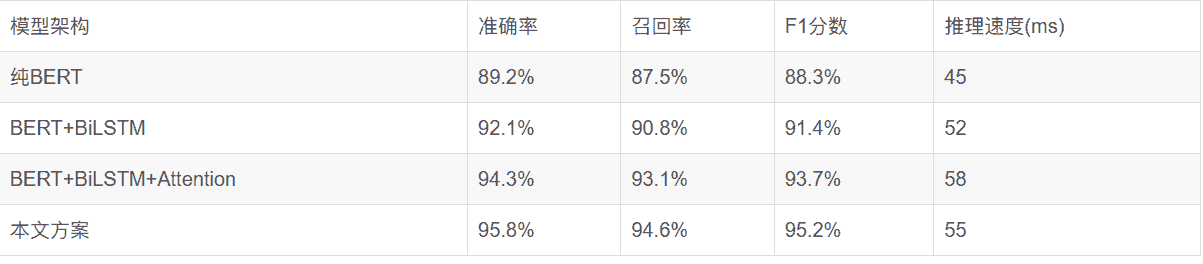 模型架构 准确率 召回率 F1分数 推理速度(ms)
纯BERT 89.2% 87.5% 88.3% 45
BERT+BiLSTM 92.1% 90.8% 91.4% 52
BERT+BiLSTM+Attention 94.3% 93.1% 93.7% 58
本文方案 95.8% 94.6% 95.2% 55